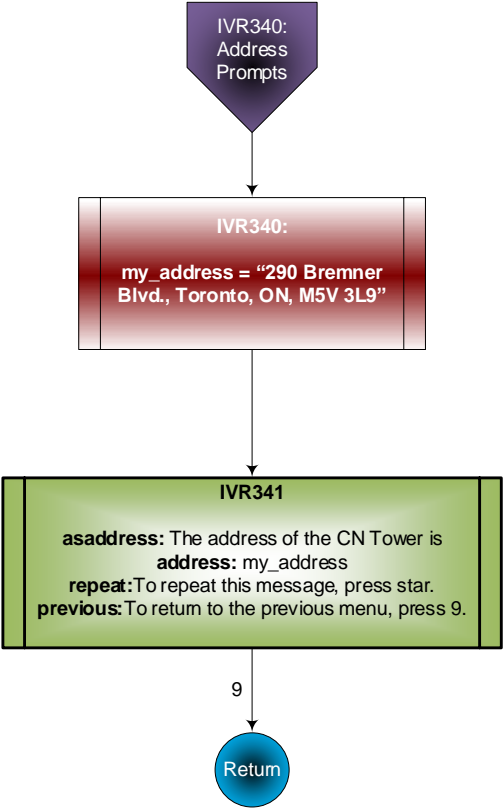 IVR340:
Address
Prompts
IVR340:
my_address = “290 Bremner
Blvd., Toronto, ON, M5V 3L9”
IVR341
asaddress: The address of the CN Tower is
address: my_address
repeat:To repeat this message, press star.
previous:To return to the previous menu, press 9.
9
Return